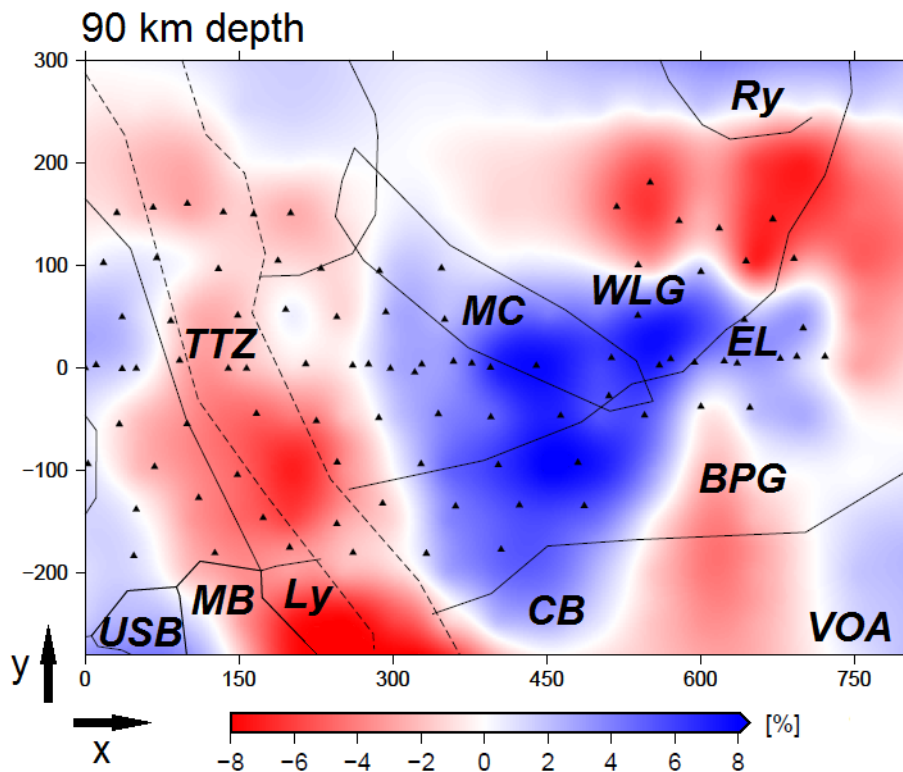 90 km depth
300
Ry
200
100
WLG
MC
EL
TTZ
0
−100
BPG
−200
MB
Ly
CB
USB
VOA
y
0 150 300 450 600 750
x
[%]
−8 −6 −4 −2 0 2 4 6 8